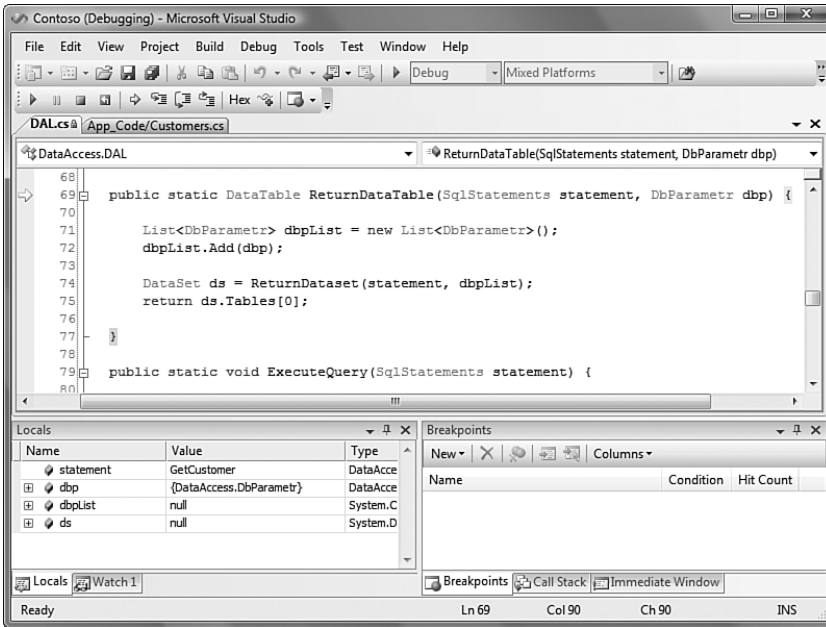 Contoso (Debugging) - Microsoft Visual Studio
File Edit View Project Build Debug Tools Test Window Help
Debug Mixed Platforms
Hex
DAL.cs App_Code/Customers.cs
DataAccess.DAL ReturnDataTable(SqlStatements statement, DbParametr dbp)
68
69 public static DataTable ReturnDataTable(SqlStatements statement, DbParametr dbp) {
70
71 List<DbParametr> dbpList = new List<DbParametr>();
72 dbpList.Add(dbp);
73
74 DataSet ds = ReturnDataset(statement, dbpList);
75 return ds.Tables[0];
76
77 }
78
79 public static void ExecuteQuery(SqlStatements statement) {
80
Locals
Name Value Type
statement GetCustomer DataAcce
dbp {DataAccess.DbParametr} DataAcce
dbpList null System.C
ds null System.D
Locals Watch 1
Breakpoints
New Columns
Name Condition Hit Count
Breakpoints Call Stack Immediate Window
Ready Ln 69 Col 90 Ch 90 INS